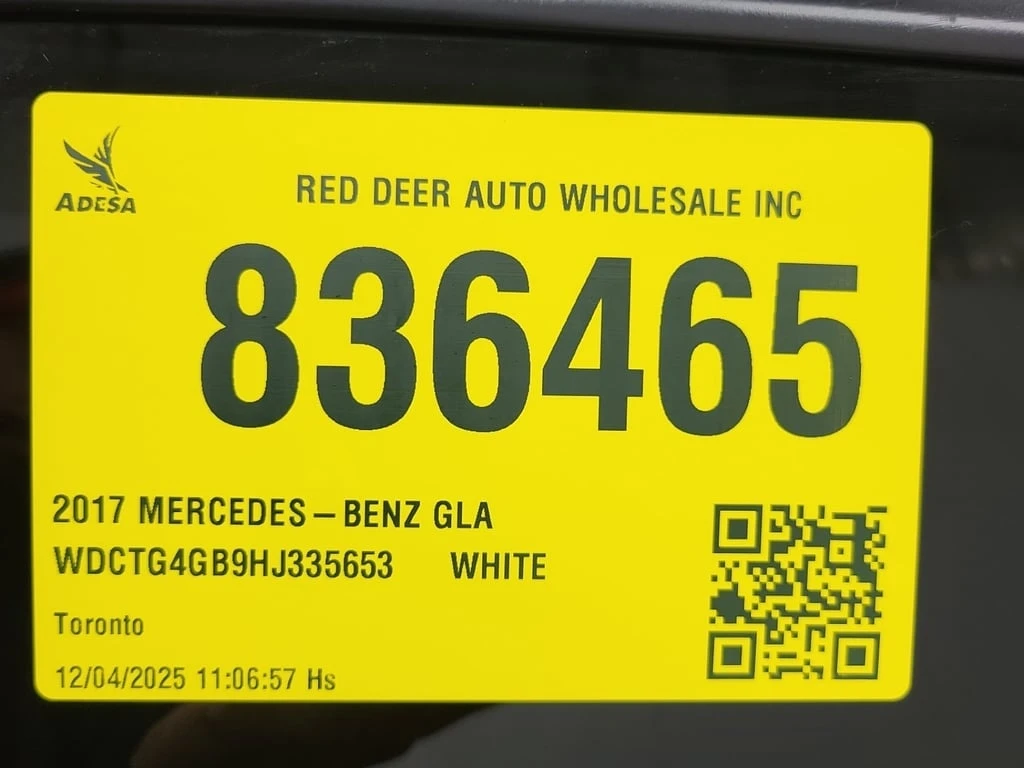 ADESA
RED DEER AUTO WHOLESALE INC
836465
2017 MERCEDES-BENZ GLA
WDCTG4GB9HJ335653 WHITE
Toronto
12/04/2025 11:06:57 Hs